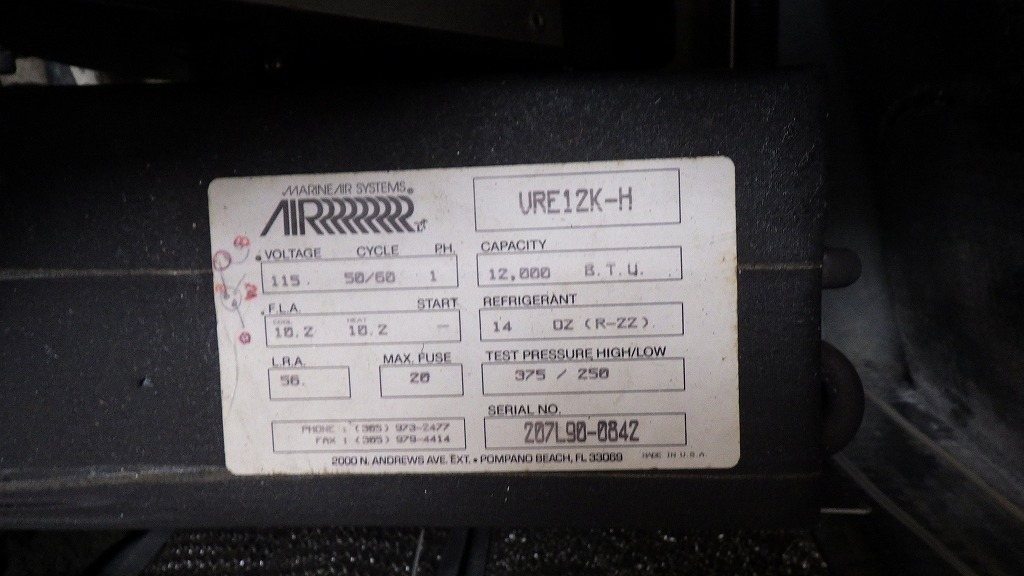 MARINE AIR SYSTEMS®
AIR
VRE12K-H
VOLTAGE CYCLE PH.
115. 50/60 1
CAPACITY
12,000 B.T.U.
F.L.A. START
COOL HEAT
10.2 10.2 —
REFRIGERANT
14 OZ (R-22).
L.R.A. MAX. FUSE
56. 20
TEST PRESSURE HIGH/LOW
375 / 250
SERIAL NO.
207L90-0842
PHONE : (305) 973-2477
FAX : (305) 979-4414
2000 N. ANDREWS AVE. EXT. • POMPANO BEACH, FL 33069 MADE IN U.S.A